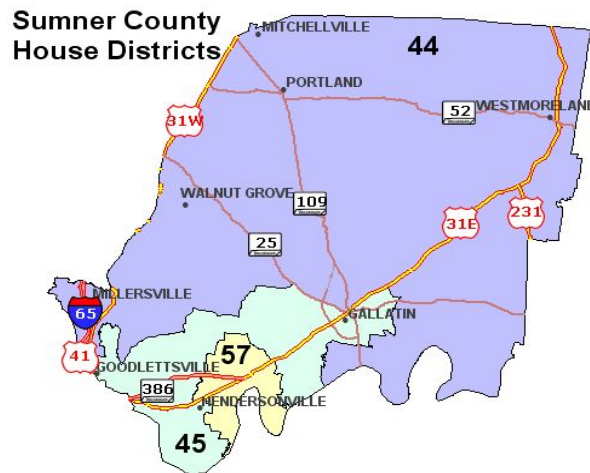 Sumner County
House Districts
MITCHELLVILLE
44
PORTLAND
52
WESTMORELAND
31W
WALNUT GROVE
109
231
31E
25
MILLERSVILLE
65
GALLATIN
41
57
GOODLETTSVILLE
386
HENDERSONVILLE
45